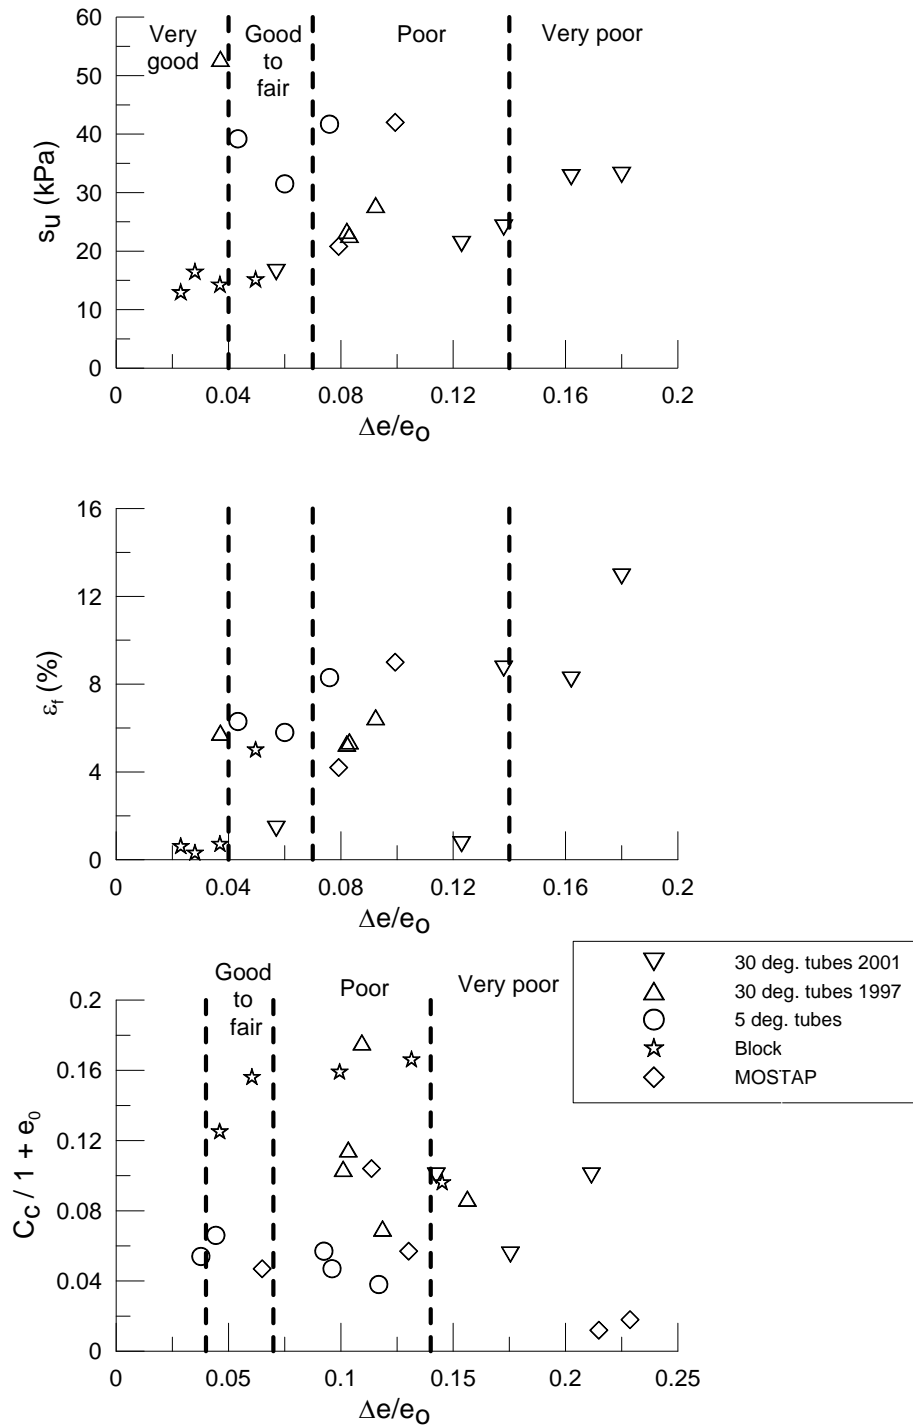 60
50
40
30
20
10
0
s_u (kPa)
Very
good
Good
to
fair
Poor
Very poor
0 0.04 0.08 0.12 0.16 0.2
Δe/e_o
16
12
8
4
0
ε_f (%)
0 0.04 0.08 0.12 0.16 0.2
Δe/e_o
30 deg. tubes 2001
30 deg. tubes 1997
5 deg. tubes
Block
MOSTAP
Good
to
fair
Poor
Very poor
0.2
0.16
0.12
0.08
0.04
0
C_c / 1 + e_0
0 0.05 0.1 0.15 0.2 0.25
Δe/e_o